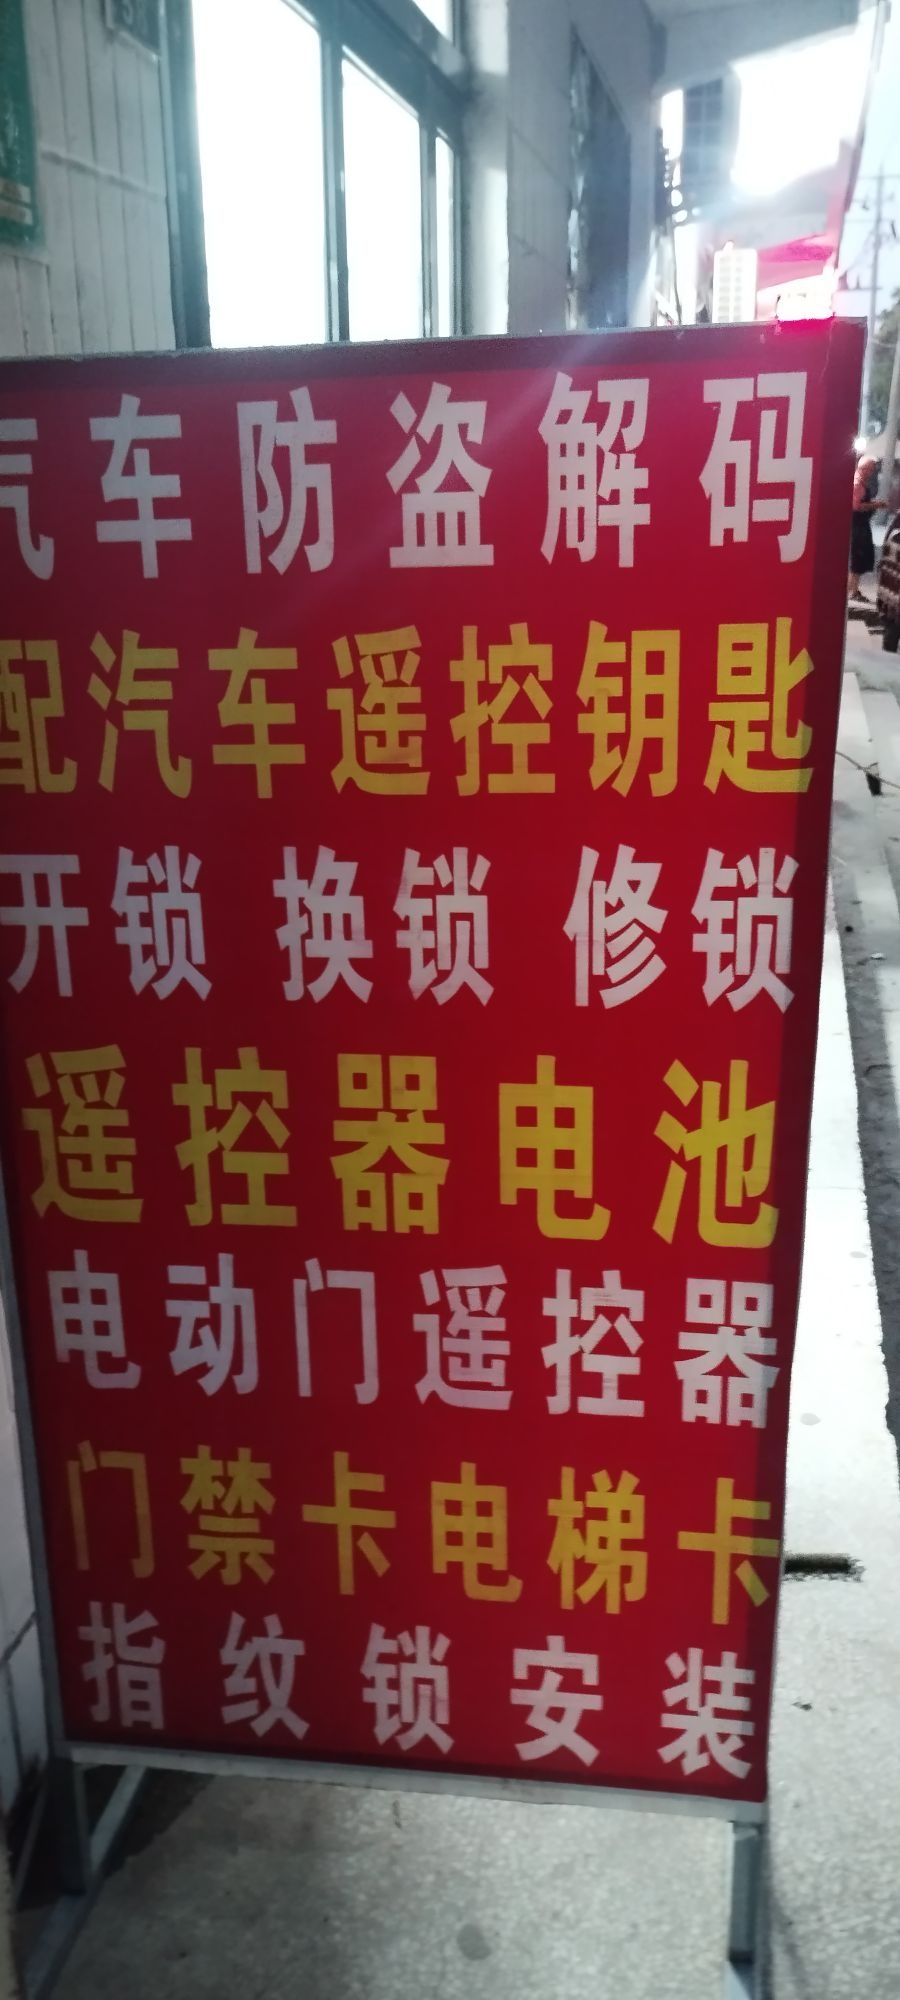 汽车防盗解码
配汽车遥控钥匙
开锁 换锁 修锁
遥控器电池
电动门遥控器
门禁卡电梯卡
指纹锁安装